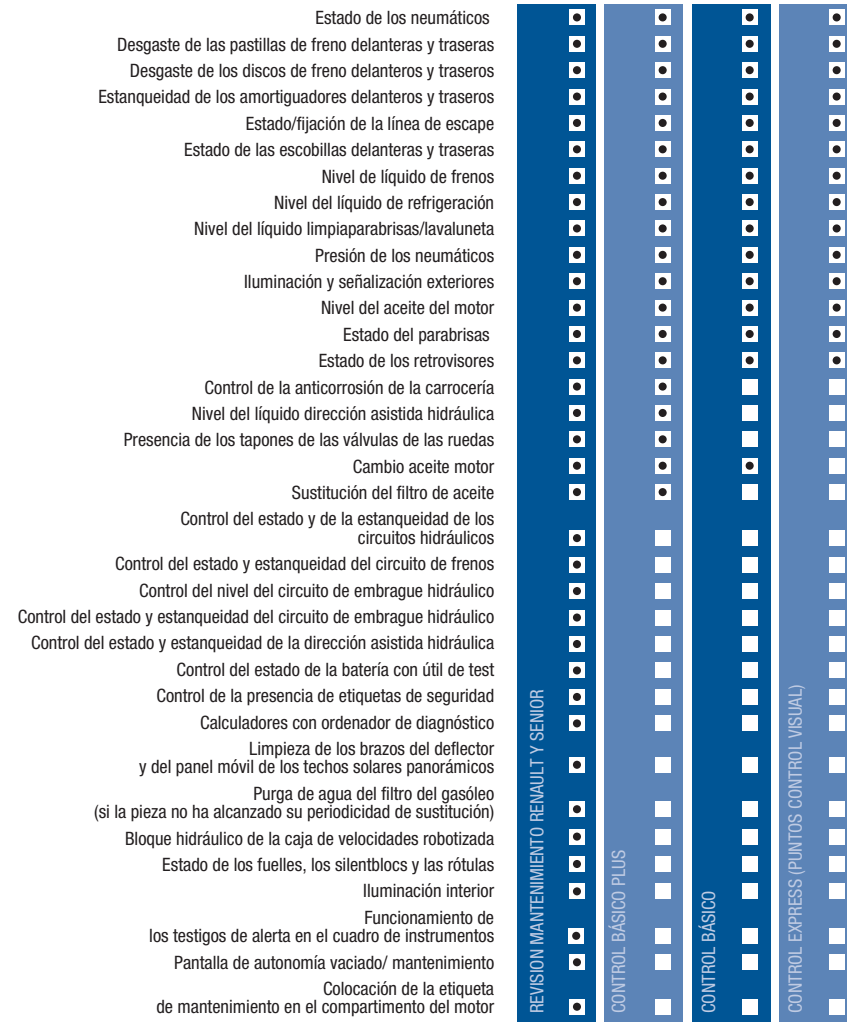 Estado de los neumáticos
Desgaste de las pastillas de freno delanteras y traseras
Desgaste de los discos de freno delanteros y traseros
Estanqueidad de los amortiguadores delanteros y traseros
Estado/fijación de la línea de escape
Estado de las escobillas delanteras y traseras
Nivel de líquido de frenos
Nivel del líquido de refrigeración
Nivel del líquido limpiaparabrisas/lavaluneta
Presión de los neumáticos
Iluminación y señalización exteriores
Nivel del aceite del motor
Estado del parabrisas
Estado de los retrovisores
Control de la anticorrosión de la carrocería
Nivel del líquido dirección asistida hidráulica
Presencia de los tapones de las válvulas de las ruedas
Cambio aceite motor
Sustitución del filtro de aceite
Control del estado y de la estanqueidad de los
circuitos hidráulicos
Control del estado y estanqueidad del circuito de frenos
Control del nivel del circuito de embrague hidráulico
Control del estado y estanqueidad del circuito de embrague hidráulico
Control del estado y estanqueidad de la dirección asistida hidráulica
Control del estado de la batería con útil de test
Control de la presencia de etiquetas de seguridad
Calculadores con ordenador de diagnóstico
Limpieza de los brazos del deflector
y del panel móvil de los techos solares panorámicos
Purga de agua del filtro del gasóleo
(si la pieza no ha alcanzado su periodicidad de sustitución)
Bloque hidráulico de la caja de velocidades robotizada
Estado de los fuelles, los silentblocs y las rótulas
Iluminación interior
Funcionamiento de
los testigos de alerta en el cuadro de instrumentos
Pantalla de autonomía vaciado/ mantenimiento
Colocación de la etiqueta
de mantenimiento en el compartimento del motor
REVISION MANTENIMIENTO RENAULT Y SENIOR
CONTROL BÁSICO PLUS
CONTROL BÁSICO
CONTROL EXPRESS (PUNTOS CONTROL VISUAL)